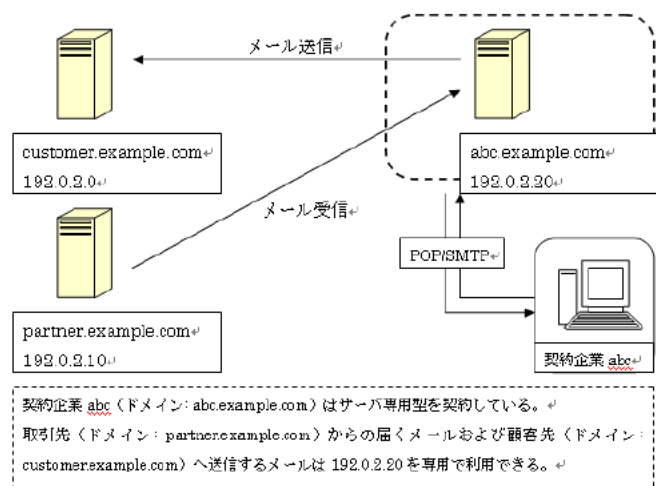 メール送信↵
customer.example.com↵
192.0.2.0↵
abc.example.com↵
192.0.2.20↵
メール受信↵
POP/SMTP↵
partner.example.com↵
192.0.2.10↵
契約企業 abc↵
契約企業 abc（ドメイン：abc.example.com）はサーバ専用型を契約している。↵
取引先（ドメイン：partner.example.com）からの届くメールおよび顧客先（ドメイン：
customer.example.com）へ送信するメールは 192.0.2.20 を専用で利用できる。↵